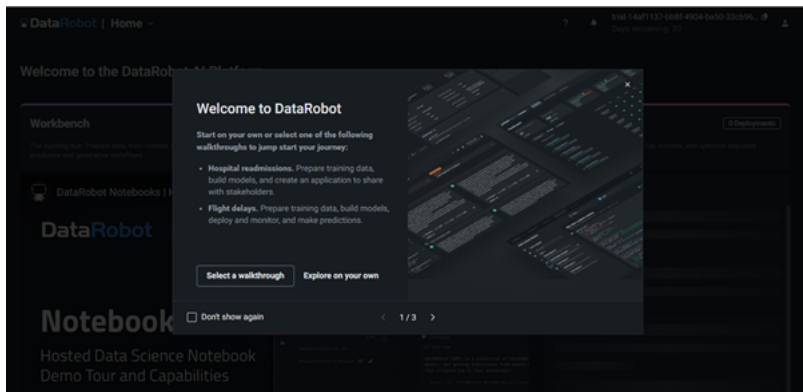 DataRobot | Home
?
Days remaining: 30
Welcome to the DataRobot AI Platform
Workbench
0 Deployments
DataRobot Notebooks | H
DataRobot
Notebook
Hosted Data Science Notebook
Demo Tour and Capabilities
Welcome to DataRobot
Start on your own or select one of the following
walkthroughs to jump start your journey:
• Hospital readmissions. Prepare training data,
build models, and create an application to share
with stakeholders.
• Flight delays. Prepare training data, build models,
deploy and monitor, and make predictions.
Select a walkthrough
Explore on your own
Don't show again
1 / 3